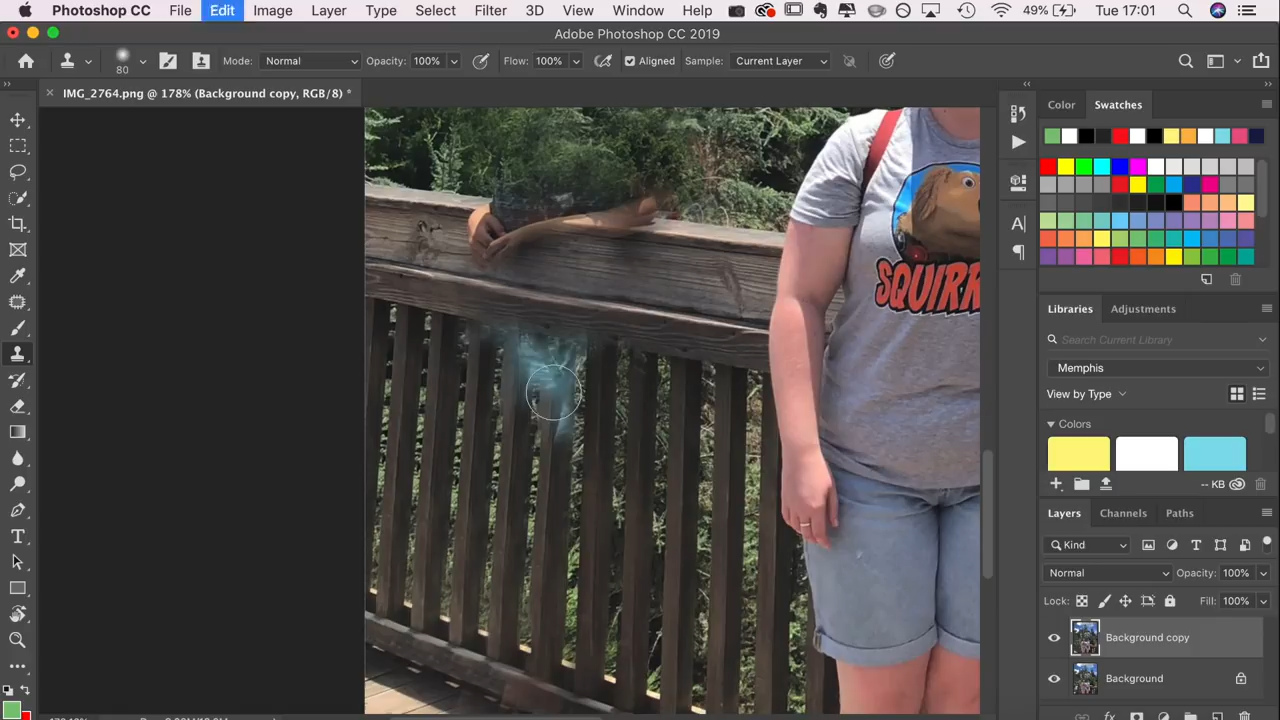 Photoshop CC File Edit Image Layer Type Select Filter 3D View Window Help 49% Tue 17:01
Adobe Photoshop CC 2019
80 Mode: Normal Opacity: 100% Flow: 100% Aligned Sample: Current Layer
IMG_2764.png @ 178% (Background copy, RGB/8) *
Color Swatches
SQUIRR
Libraries Adjustments
Search Current Library
Memphis
View by Type
Colors
-- KB
Layers Channels Paths
Kind
Normal Opacity: 100%
Lock: Fill: 100%
Background copy
Background
fx